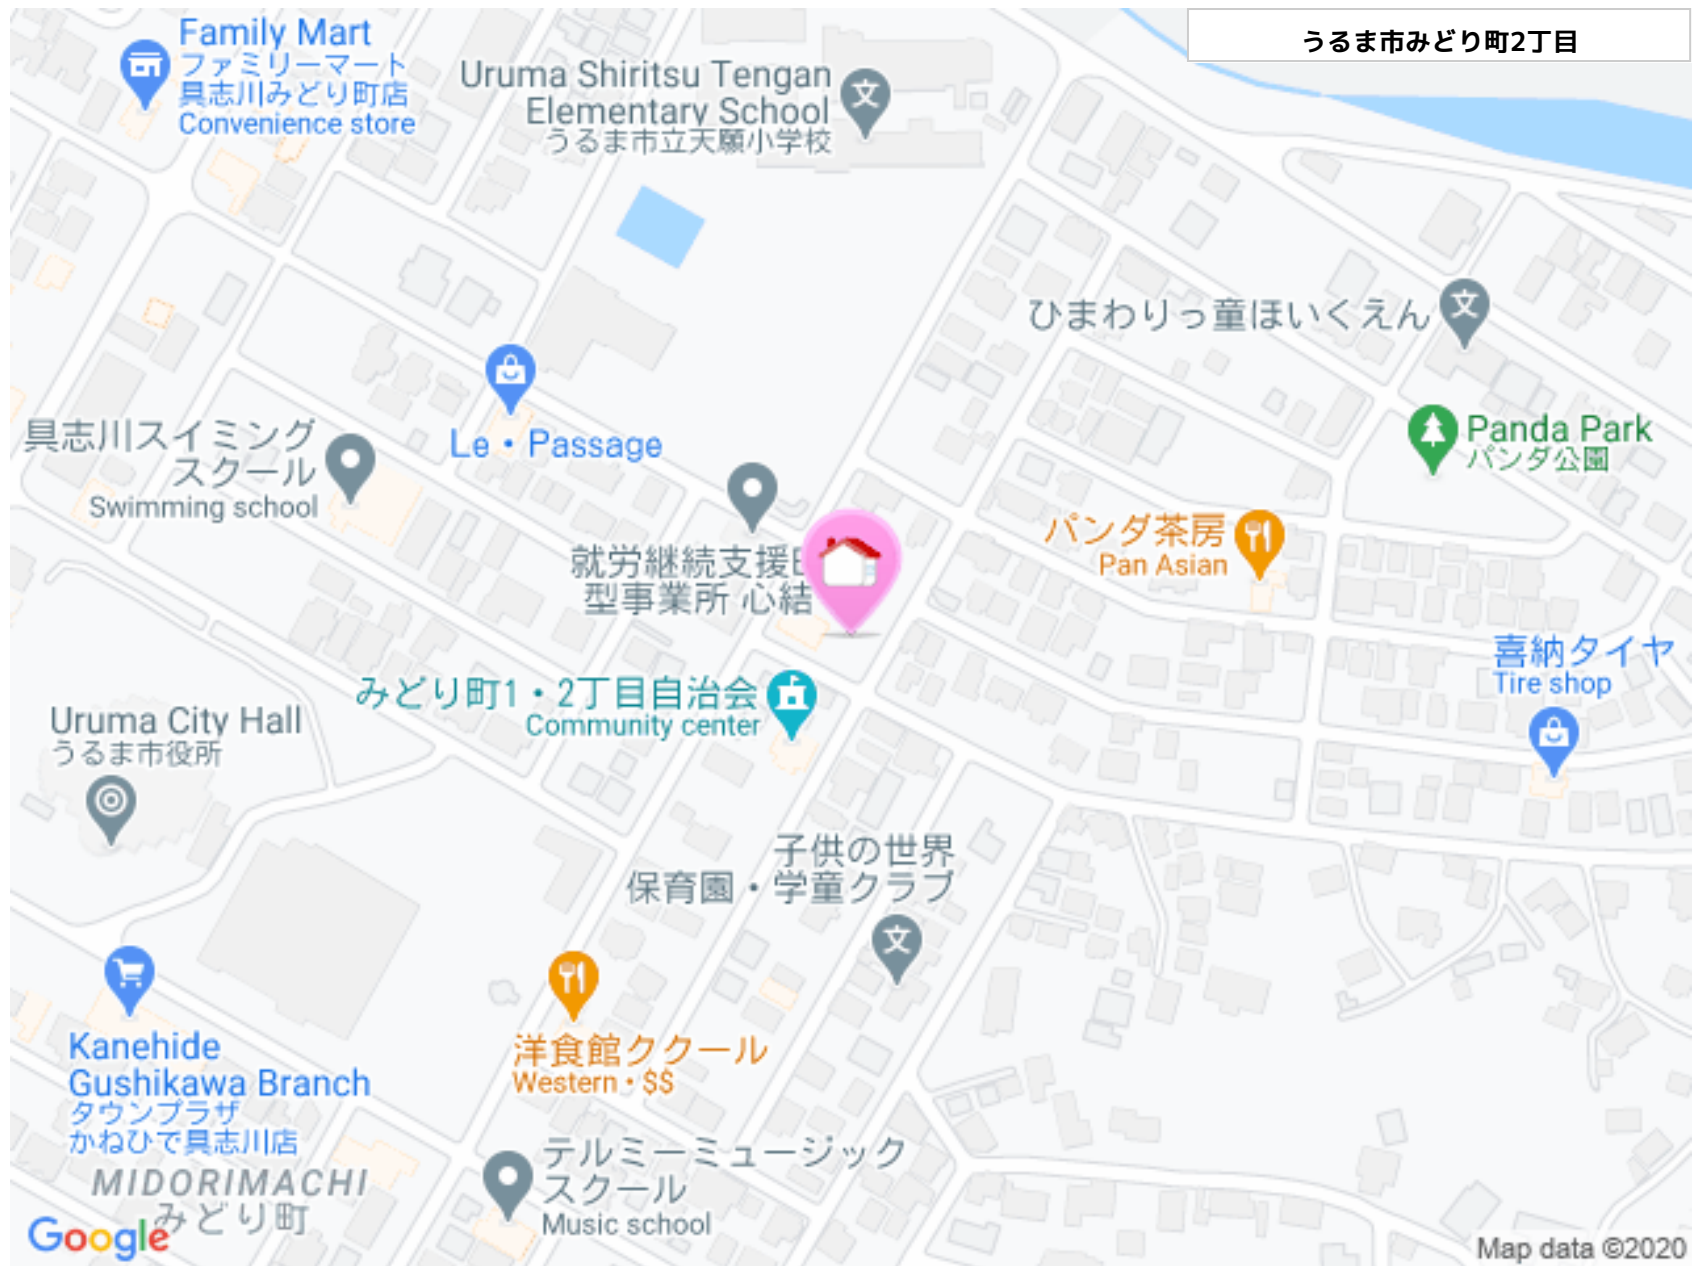 うるま市みどり町2丁目
Family Mart
ファミリーマート
具志川みどり町店
Convenience store
Uruma Shiritsu Tengan
Elementary School
うるま市立天願小学校
ひまわりっ童ほいくえん
Le・Passage
具志川スイミング
スクール
Swimming school
Panda Park
パンダ公園
パンダ茶房
Pan Asian
就労継続支援
型事業所 心結
喜納タイヤ
Tire shop
みどり町1・2丁目自治会
Community center
Uruma City Hall
うるま市役所
子供の世界
保育園・学童クラブ
Kanehide
Gushikawa Branch
タウンプラザ
かねひで具志川店
洋食館ククール
Western・$$
テルミーミュージック
スクール
Music school
MIDORIMACHI
みどり町
Google
Map data ©2020